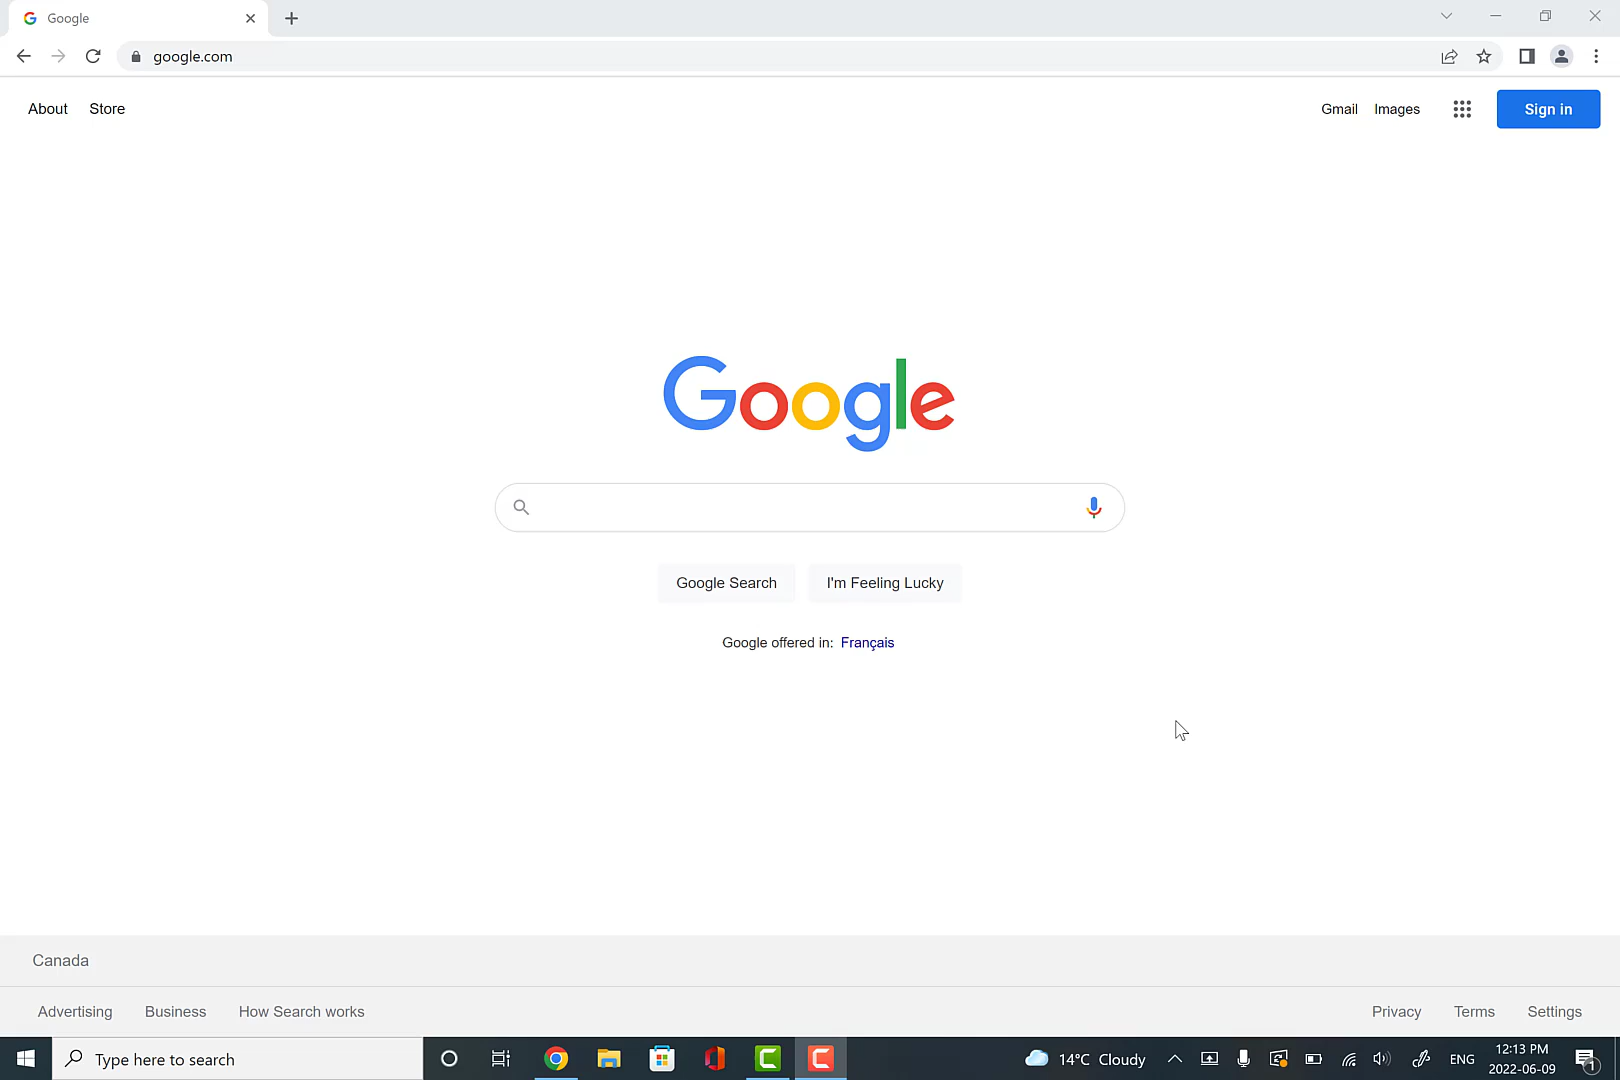 Google
google.com
About Store
Gmail Images Sign in
Google
Google Search I'm Feeling Lucky
Google offered in: Français
Canada
Advertising Business How Search works
Privacy Terms Settings
Type here to search
14°C Cloudy
ENG
12:13 PM
2022-06-09
1